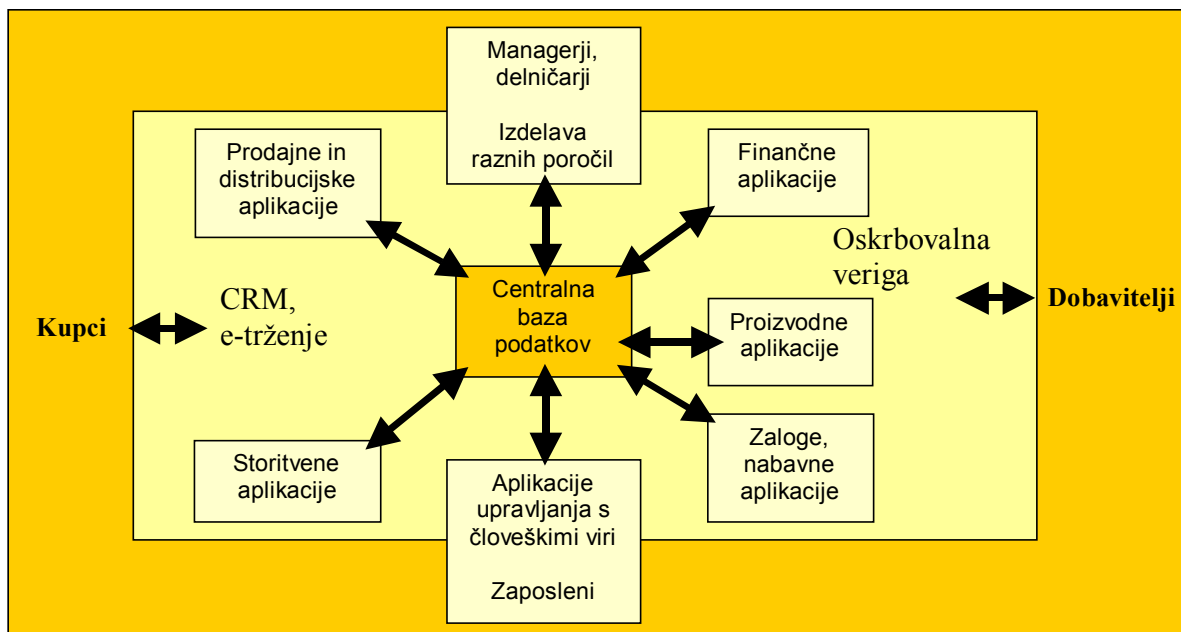 Managerji,
delničarji
Izdelava
raznih poročil
Prodajne in
distribucijske
aplikacije
Finančne
aplikacije
Oskrbovalna
veriga
Centralna
baza
podatkov
CRM,
e-trženje
Kupci
Dobavitelji
Proizvodne
aplikacije
Storitvene
aplikacije
Zaloge,
nabavne
aplikacije
Aplikacije
upravljanja s
človeškimi viri
Zaposleni